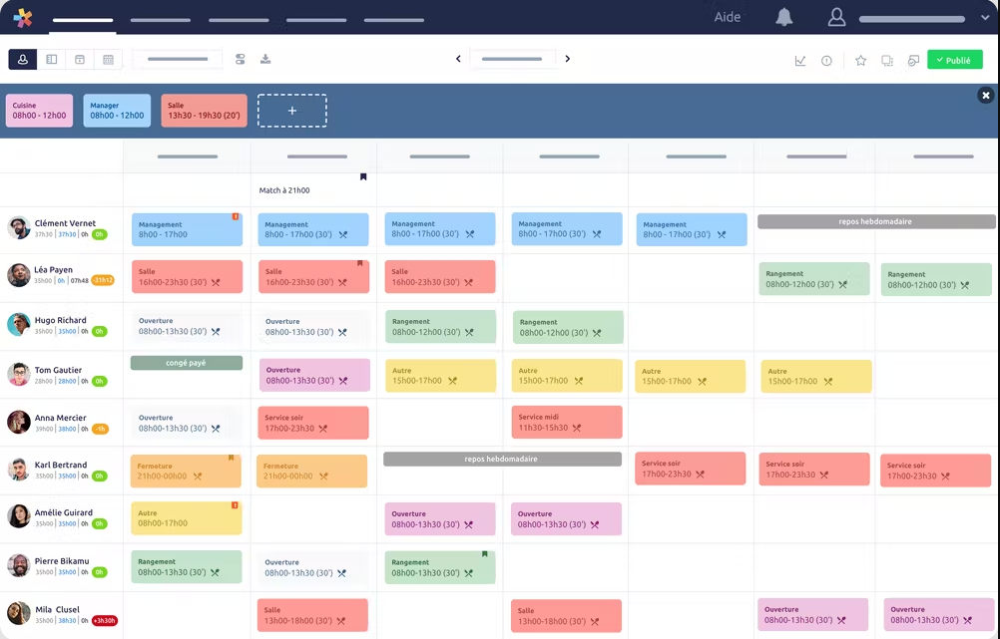 Aide
✓ Publié
Cuisine
08h00 - 12h00
Manager
08h00 - 12h00
Salle
13h30 - 19h30 (20')
+
Match à 21h00
Clément Vernet
37h30 | 37h30 | 0h 0h
Management
8h00 - 17h00
Management
8h00 - 17h00 (30')
Management
8h00 - 17h00 (30')
Management
8h00 - 17h00 (30')
Management
8h00 - 17h00 (30')
repos hebdomadaire
Léa Payen
35h00 | 0h | 07h48 -31h12
Salle
16h00-23h30 (30')
Salle
16h00-23h30 (30')
Salle
16h00-23h30 (30')
Rangement
08h00-12h00 (30')
Rangement
08h00-12h00 (30')
Hugo Richard
35h00 | 35h00 | 0h 0h
Ouverture
08h00-13h30 (30')
Ouverture
08h00-13h30 (30')
Rangement
08h00-12h00 (30')
Rangement
08h00-12h00 (30')
Tom Gautier
28h00 | 28h00 | 0h 0h
congé payé
Ouverture
08h00-13h30 (30')
Autre
15h00-17h00
Autre
15h00-17h00
Autre
15h00-17h00
Autre
15h00-17h00
Anna Mercier
39h00 | 38h00 | 0h -1h
Ouverture
08h00-13h30 (30')
Service soir
17h00-23h30
Service midi
11h30-15h30
Karl Bertrand
35h00 | 35h00 | 0h 0h
Fermeture
21h00-00h00
Fermeture
21h00-00h00
repos hebdomadaire
Service soir
17h00-23h30
Service soir
17h00-23h30
Service soir
17h00-23h30
Amélie Guirard
35h00 | 35h00 | 0h 0h
Autre
08h00-17h00
Ouverture
08h00-13h30 (30')
Ouverture
08h00-13h30 (30')
Pierre Bikamu
35h00 | 35h00 | 0h 0h
Rangement
08h00-13h30 (30')
Ouverture
08h00-13h30 (30')
Rangement
08h00-13h30 (30')
Mila Clusel
35h00 | 38h30 | 0h +3h30h
Salle
13h00-18h00 (30')
Salle
13h00-18h00 (30')
Ouverture
08h00-13h30 (30')
Ouverture
08h00-13h30 (30')